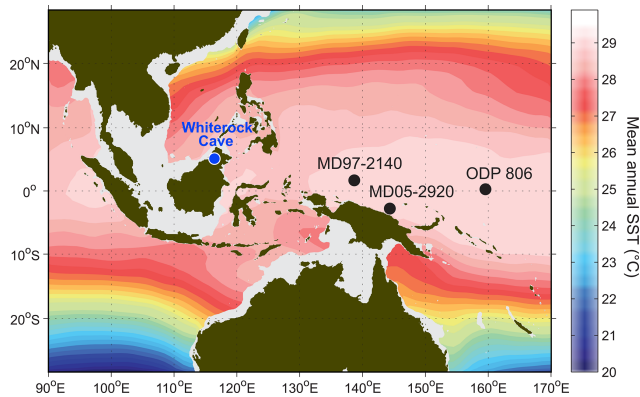 20°N
10°N
0°
10°S
20°S
90°E
100°E
110°E
120°E
130°E
140°E
150°E
160°E
170°E
Whiterock
Cave
MD97-2140
MD05-2920
ODP 806
29
28
27
26
25
24
23
22
21
20
Mean annual SST (°C)